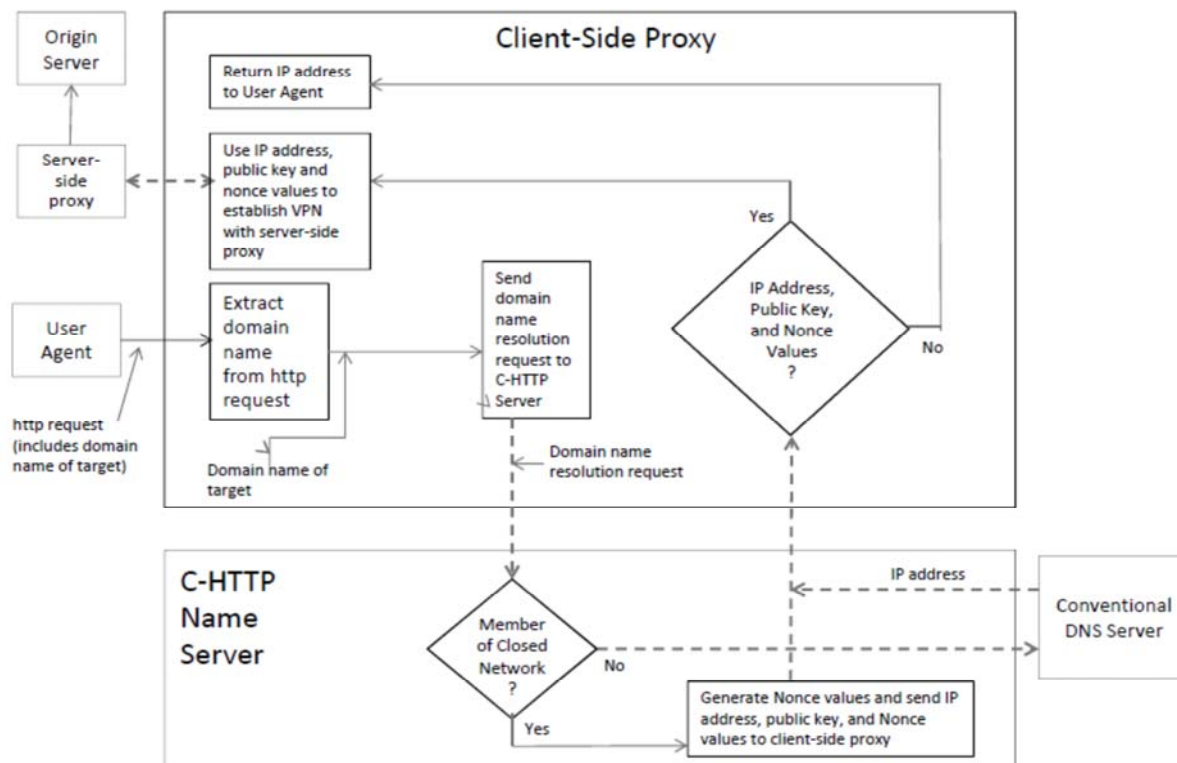 Origin
Server
Client-Side Proxy
Return IP address
to User Agent
Server-
side
proxy
Use IP address,
public key and
nonce values to
establish VPN
with server-side
proxy
Yes
IP Address,
Public Key,
and Nonce
Values
?
No
User
Agent
Extract
domain
name
from http
request
Send
domain
name
resolution
request to
C-HTTP
Server
http request
(includes domain
name of target)
Domain name of
target
Domain name
resolution request
C-HTTP
Name
Server
Member
of Closed
Network
?
No
Yes
IP address
Conventional
DNS Server
Generate Nonce values and send IP
address, public key, and Nonce
values to client-side proxy